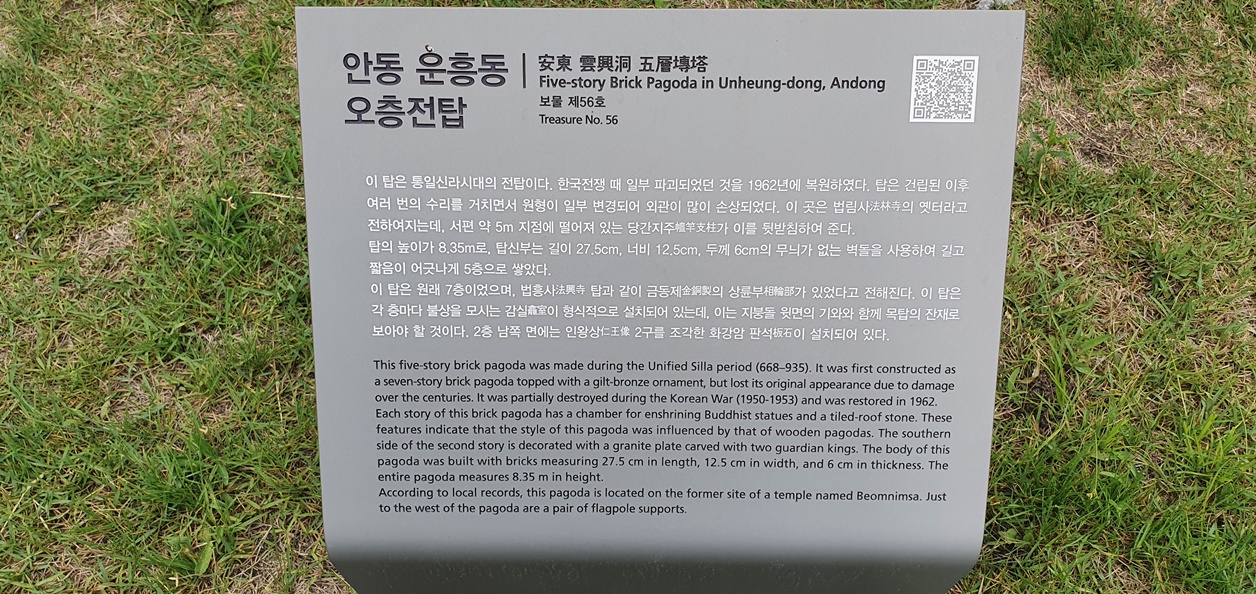 안동 운흥동
오층전탑
安東 雲興洞 五層塼塔
Five-story Brick Pagoda in Unheung-dong, Andong
보물 제56호
Treasure No. 56
이 탑은 통일신라시대의 전탑이다. 한국전쟁 때 일부 파괴되었던 것을 1962년에 복원하였다. 탑은 건립된 이후
여러 번의 수리를 거치면서 원형이 일부 변경되어 외관이 많이 손상되었다. 이 곳은 법림사法林寺의 옛터라고
전하여지는데, 서편 약 5m 지점에 떨어져 있는 당간지주幢竿支柱가 이를 뒷받침하여 준다.
탑의 높이가 8.35m로, 탑신부는 길이 27.5cm, 너비 12.5cm, 두께 6cm의 무늬가 없는 벽돌을 사용하여 길고
짧음이 어긋나게 5층으로 쌓았다.
이 탑은 원래 7층이었으며, 법흥사法興寺 탑과 같이 금동제金銅製의 상륜부相輪部가 있었다고 전해진다. 이 탑은
각 층마다 불상을 모시는 감실龕室이 형식적으로 설치되어 있는데, 이는 지붕돌 윗면의 기와와 함께 목탑의 잔재로
보아야 할 것이다. 2층 남쪽 면에는 인왕상仁王像 2구를 조각한 화강암 판석板石이 설치되어 있다.
This five-story brick pagoda was made during the Unified Silla period (668–935). It was first constructed as
a seven-story brick pagoda topped with a gilt-bronze ornament, but lost its original appearance due to damage
over the centuries. It was partially destroyed during the Korean War (1950-1953) and was restored in 1962.
Each story of this brick pagoda has a chamber for enshrining Buddhist statues and a tiled-roof stone. These
features indicate that the style of this pagoda was influenced by that of wooden pagodas. The southern
side of the second story is decorated with a granite plate carved with two guardian kings. The body of this
pagoda was built with bricks measuring 27.5 cm in length, 12.5 cm in width, and 6 cm in thickness. The
entire pagoda measures 8.35 m in height.
According to local records, this pagoda is located on the former site of a temple named Beomnimsa. Just
to the west of the pagoda are a pair of flagpole supports.